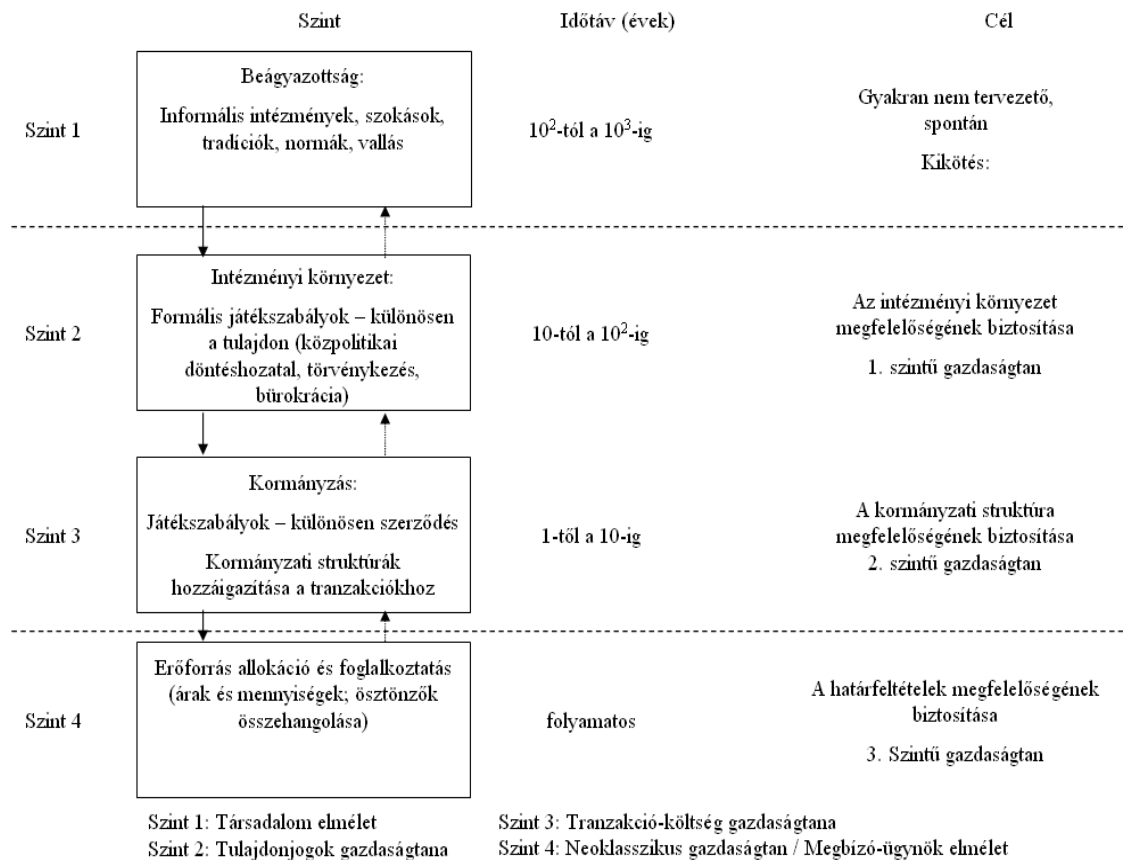 Szint Időtáv (évek) Cél
Beágyazottság:
Informális intézmények, szokások,
tradíciók, normák, vallás
Szint 1
10²-tól a 10³-ig
Gyakran nem tervezető,
spontán
Kikötés:
Intézményi környezet:
Formális játékszabályok – különösen
a tulajdon (közpolitikai
döntéshozatal, törvénykezés,
bürokrácia)
Szint 2
10-tól a 10²-ig
Az intézményi környezet
megfelelőségének biztosítása
1. szintű gazdaságtan
Kormányzás:
Játékszabályok – különösen szerződés
Kormányzati struktúrák
hozzáigazítása a tranzakciókhoz
Szint 3
1-től a 10-ig
A kormányzati struktúra
megfelelőségének biztosítása
2. szintű gazdaságtan
Erőforrás allokáció és foglalkoztatás
(árak és mennyiségek; ösztönzők
összehangolása)
Szint 4
folyamatos
A határfeltételek megfelelőségének
biztosítása
3. Szintű gazdaságtan
Szint 1: Társadalom elmélet
Szint 2: Tulajdonjogok gazdaságtana
Szint 3: Tranzakció-költség gazdaságtana
Szint 4: Neoklasszikus gazdaságtan / Megbízó-ügynök elmélet